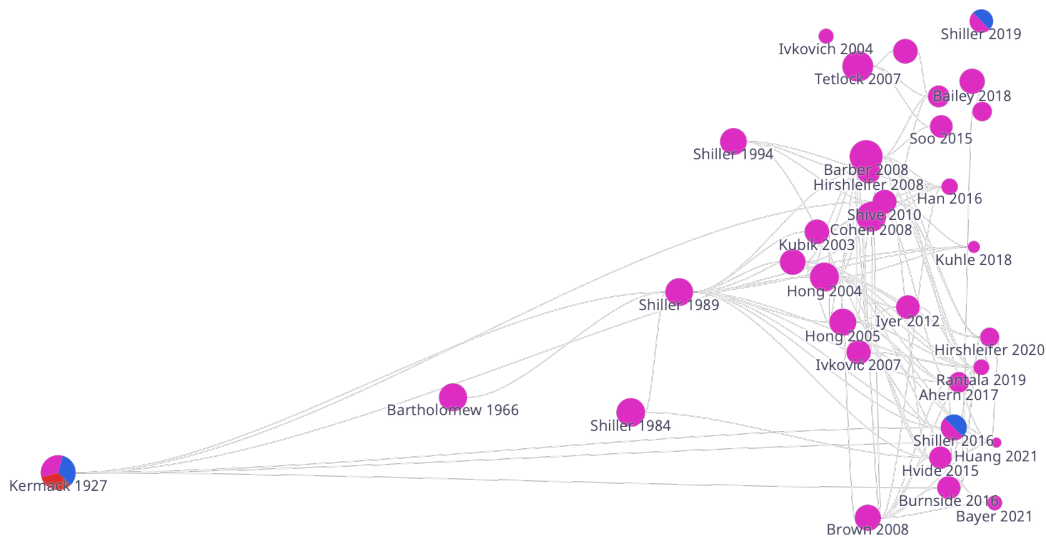 Shiller 2019
Ivkovich 2004
Tetlock 2007
Bailey 2018
Soo 2015
Shiller 1994
Barber 2008
Hirshleifer 2008
Han 2016
Shive 2010
Cohen 2008
Kubik 2003
Kuhle 2018
Hong 2004
Shiller 1989
Iyer 2012
Hong 2005
Hirshleifer 2020
Ivković 2007
Rantala 2019
Ahern 2017
Bartholomew 1966
Shiller 1984
Shiller 2016
Huang 2021
Hvide 2015
Kermack 1927
Burnside 2016
Bayer 2021
Brown 2008